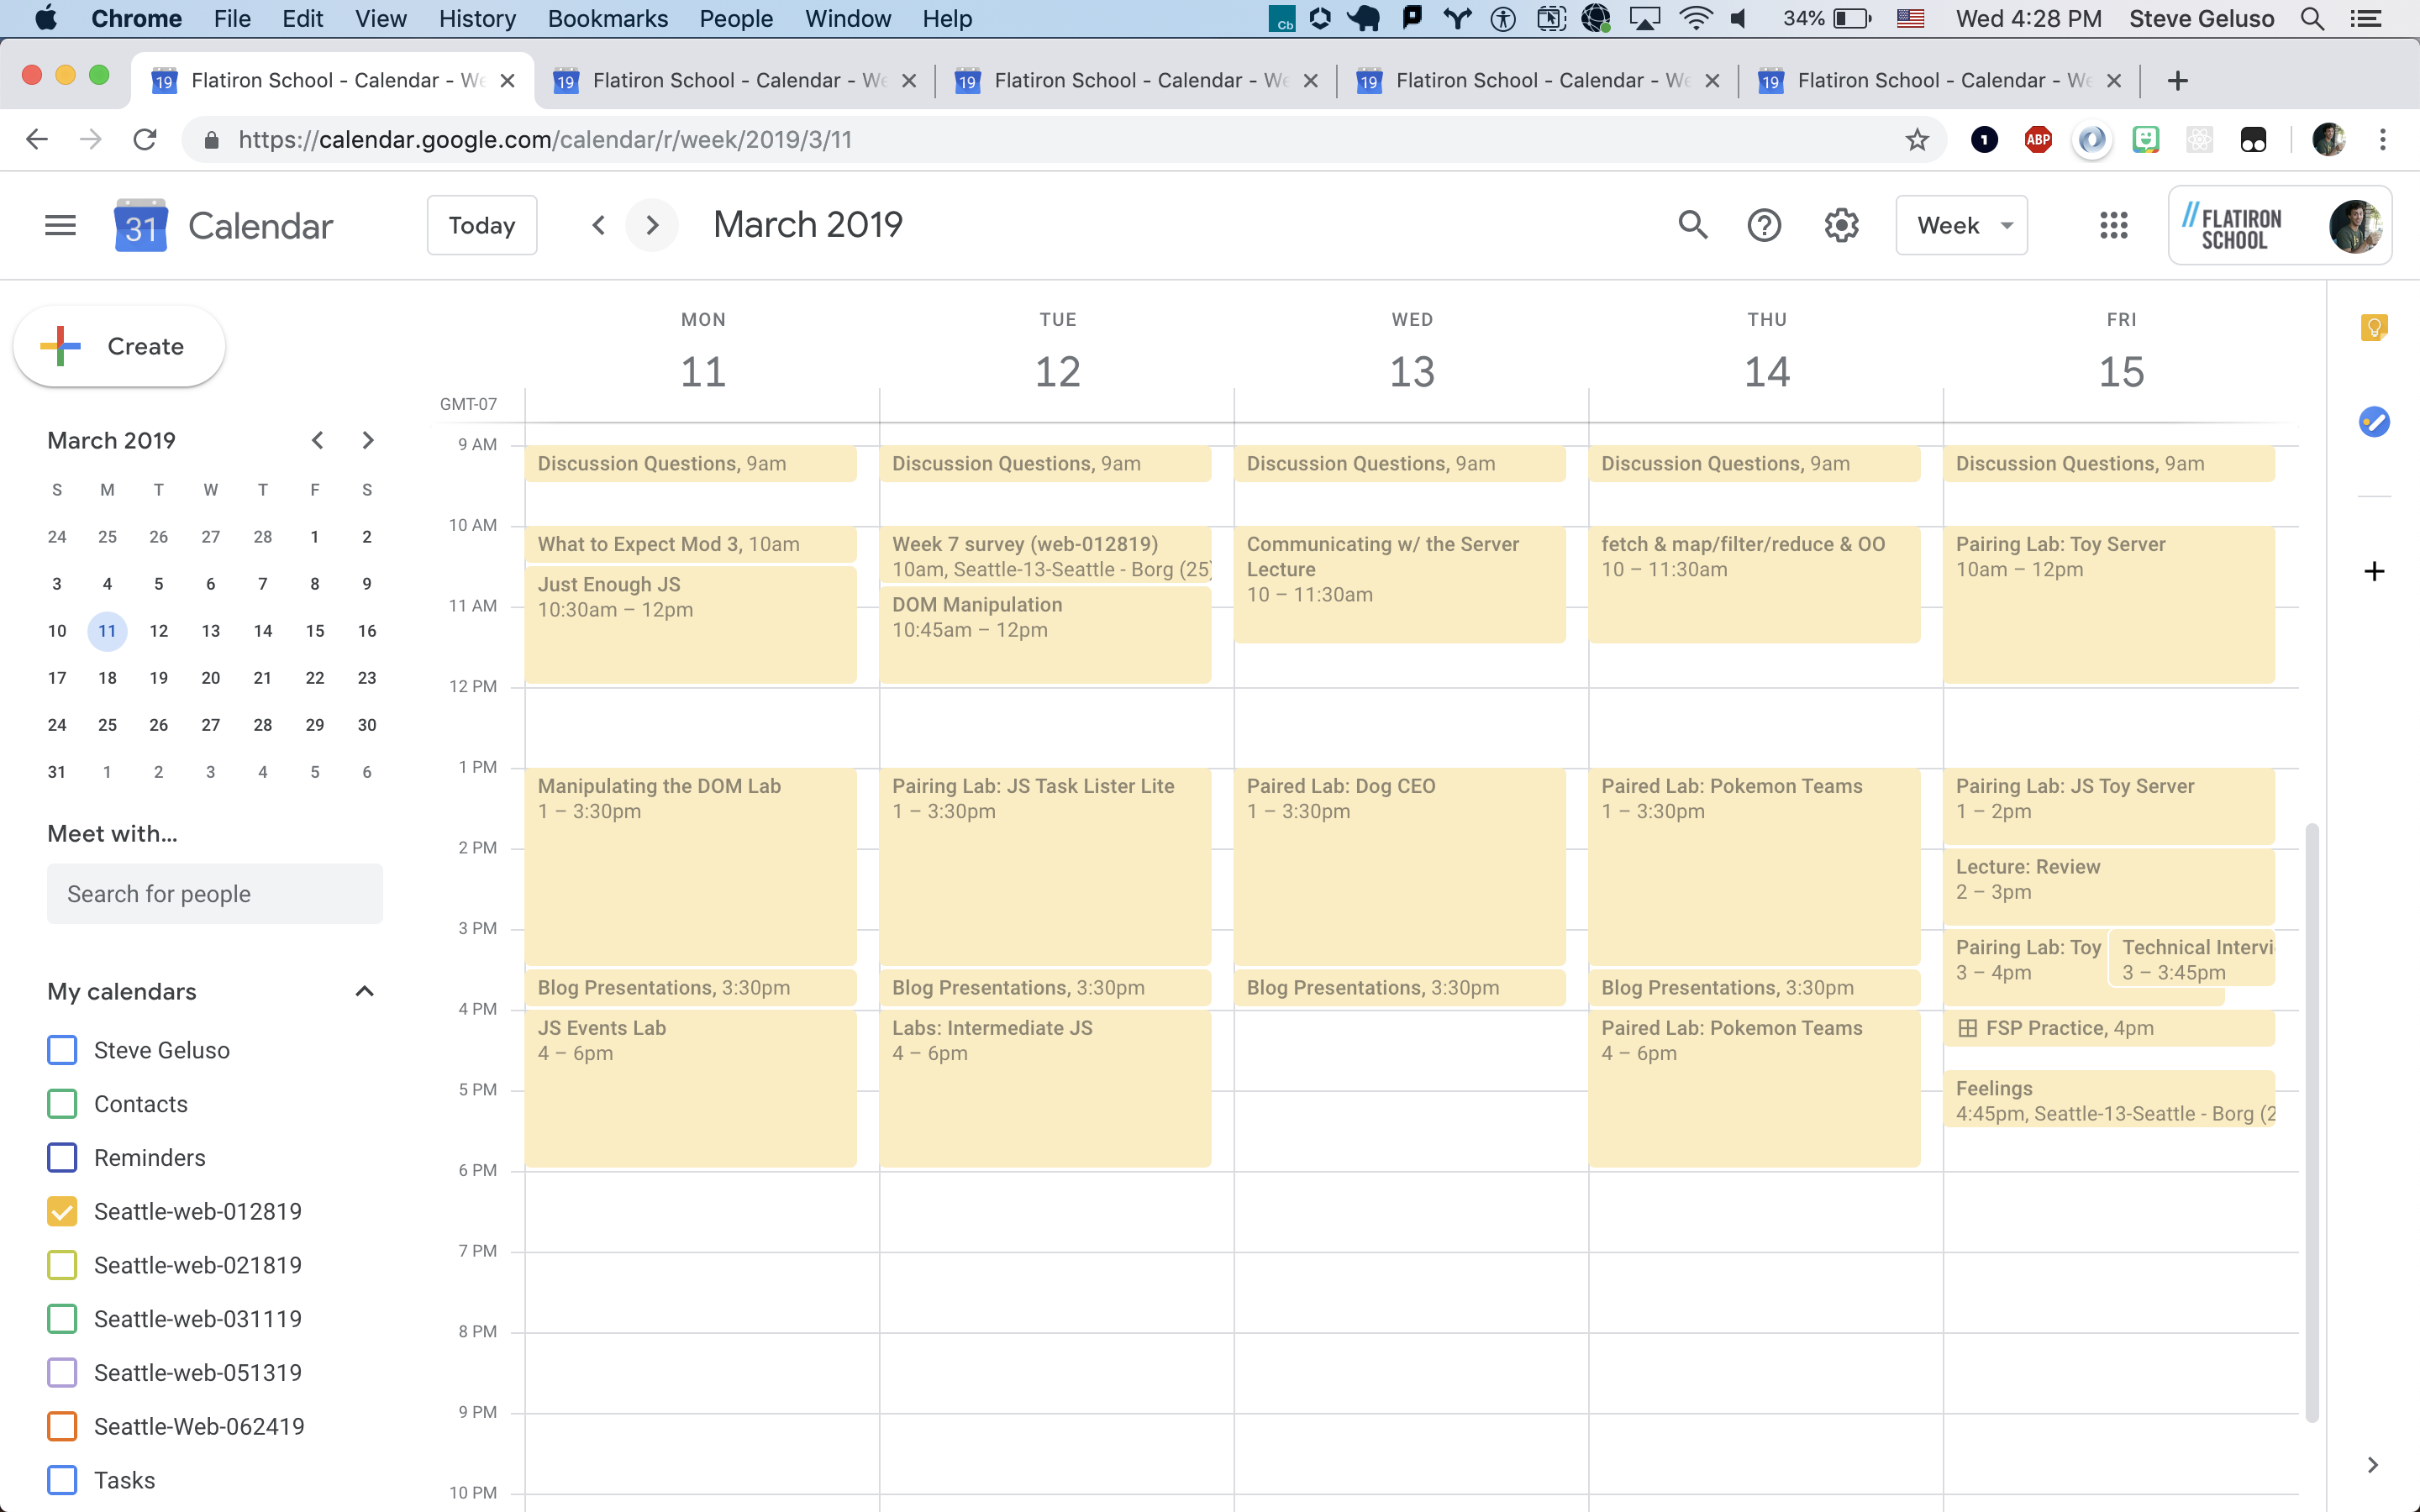 Chrome File Edit View History Bookmarks People Window Help
Cb 34% Wed 4:28 PM Steve Geluso
19 Flatiron School - Calendar - We
19 Flatiron School - Calendar - We
19 Flatiron School - Calendar - We
19 Flatiron School - Calendar - We
19 Flatiron School - Calendar - We
https://calendar.google.com/calendar/r/week/2019/3/11
1 ABP
31 Calendar
Today
March 2019
Week
// FLATIRON
SCHOOL
Create
March 2019
S M T W T F S
24 25 26 27 28 1 2
3 4 5 6 7 8 9
10 11 12 13 14 15 16
17 18 19 20 21 22 23
24 25 26 27 28 29 30
31 1 2 3 4 5 6
Meet with...
Search for people
My calendars
Steve Geluso
Contacts
Reminders
Seattle-web-012819
Seattle-web-021819
Seattle-web-031119
Seattle-web-051319
Seattle-Web-062419
Tasks
GMT-07
9 AM
10 AM
11 AM
12 PM
1 PM
2 PM
3 PM
4 PM
5 PM
6 PM
7 PM
8 PM
9 PM
10 PM
MON
11
Discussion Questions, 9am
What to Expect Mod 3, 10am
Just Enough JS
10:30am – 12pm
Manipulating the DOM Lab
1 – 3:30pm
Blog Presentations, 3:30pm
JS Events Lab
4 – 6pm
TUE
12
Discussion Questions, 9am
Week 7 survey (web-012819)
10am, Seattle-13-Seattle - Borg (25)
DOM Manipulation
10:45am – 12pm
Pairing Lab: JS Task Lister Lite
1 – 3:30pm
Blog Presentations, 3:30pm
Labs: Intermediate JS
4 – 6pm
WED
13
Discussion Questions, 9am
Communicating w/ the Server
Lecture
10 – 11:30am
Paired Lab: Dog CEO
1 – 3:30pm
Blog Presentations, 3:30pm
THU
14
Discussion Questions, 9am
fetch & map/filter/reduce & OO
10 – 11:30am
Paired Lab: Pokemon Teams
1 – 3:30pm
Blog Presentations, 3:30pm
Paired Lab: Pokemon Teams
4 – 6pm
FRI
15
Discussion Questions, 9am
Pairing Lab: Toy Server
10am – 12pm
Pairing Lab: JS Toy Server
1 – 2pm
Lecture: Review
2 – 3pm
Pairing Lab: Toy
3 – 4pm
Technical Intervi
3 – 3:45pm
FSP Practice, 4pm
Feelings
4:45pm, Seattle-13-Seattle - Borg (2